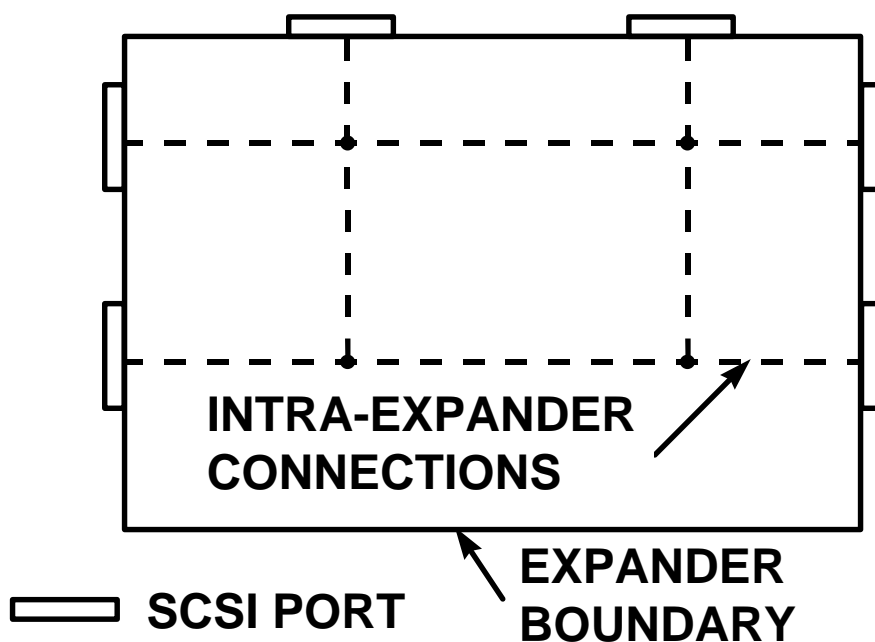 INTRA-EXPANDER
CONNECTIONS
EXPANDER
BOUNDARY
SCSI PORT